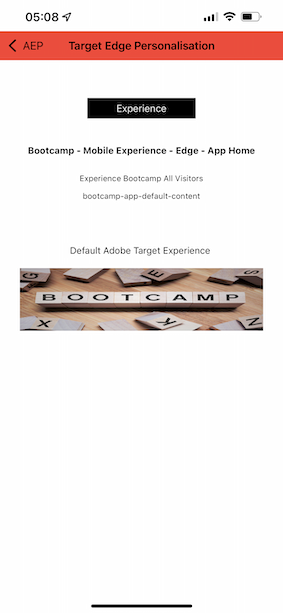 05:08
AEP
Target Edge Personalisation
Experience
Bootcamp - Mobile Experience - Edge - App Home
Experience Bootcamp All Visitors
bootcamp-app-default-content
Default Adobe Target Experience
G
E
S
BOOTCAMP
X
K
Z